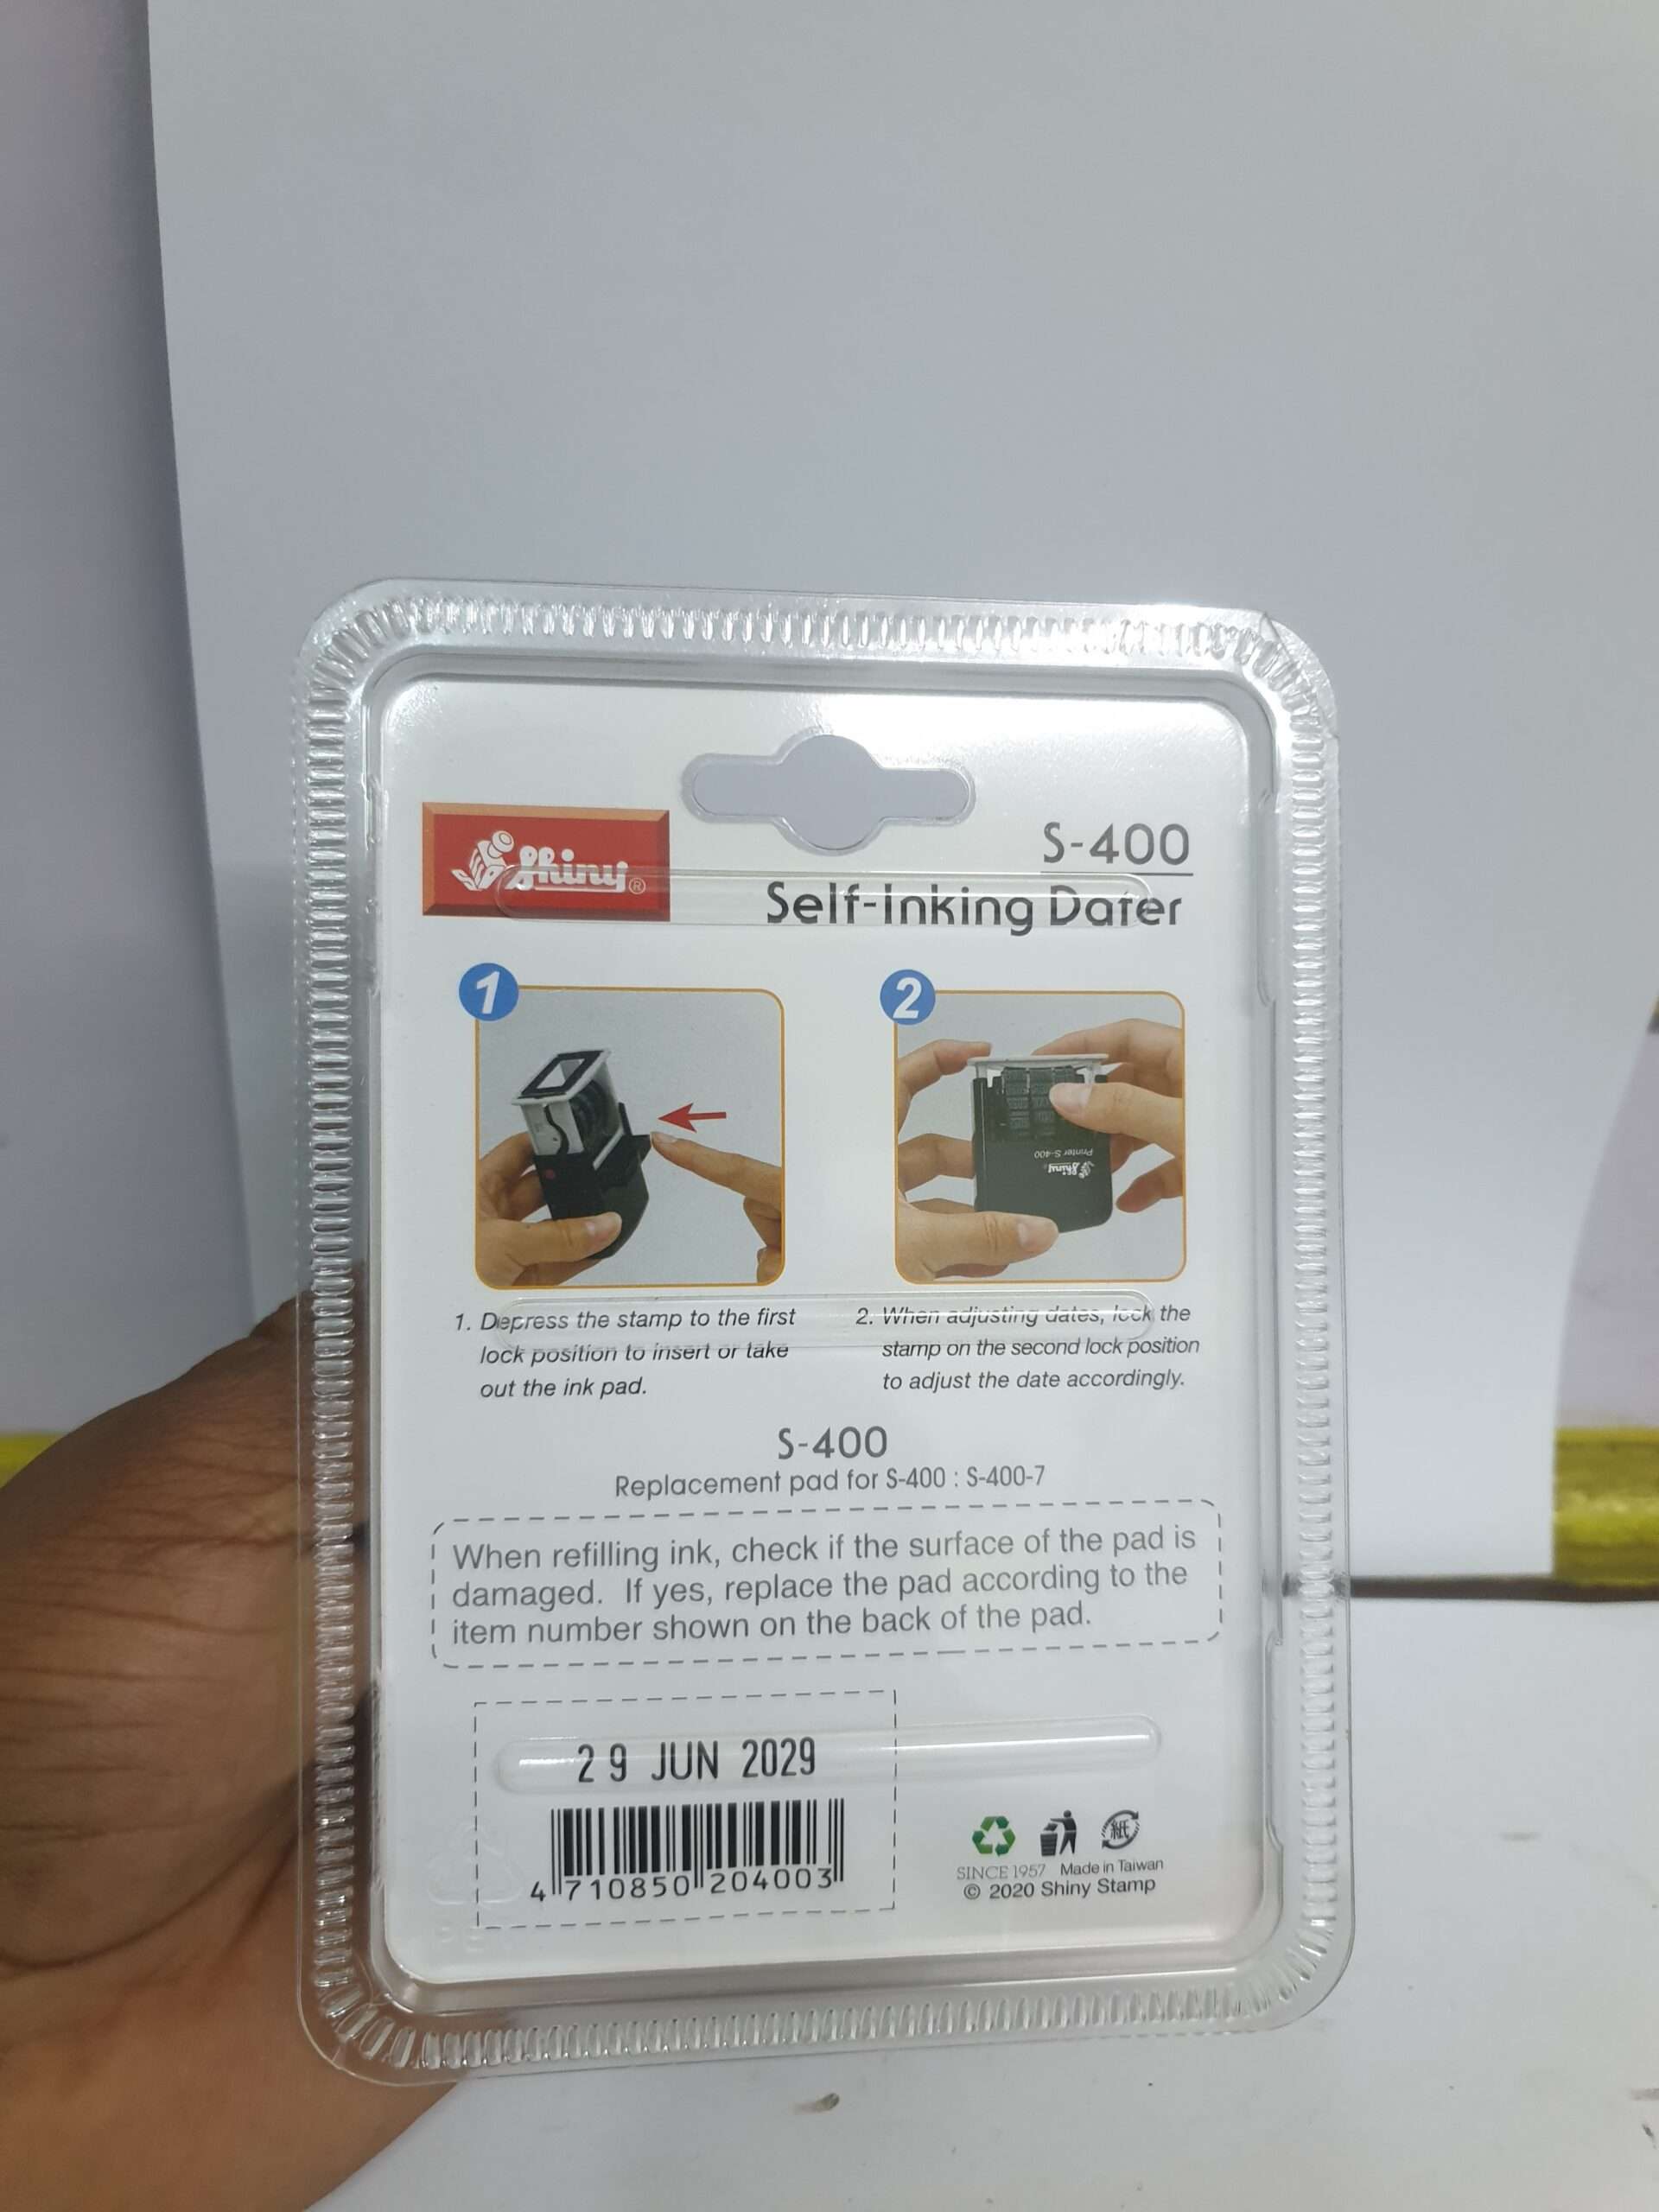 Shiny®
S-400
Self-Inking Dater
1
2
Printer S-400
Shiny
1. Depress the stamp to the first
lock position to insert or take
out the ink pad.
2. When adjusting dates, lock the
stamp on the second lock position
to adjust the date accordingly.
S-400
Replacement pad for S-400 : S-400-7
When refilling ink, check if the surface of the pad is
damaged. If yes, replace the pad according to the
item number shown on the back of the pad.
29 JUN 2029
4 710850 204003
紙
SINCE 1957 Made in Taiwan
© 2020 Shiny Stamp